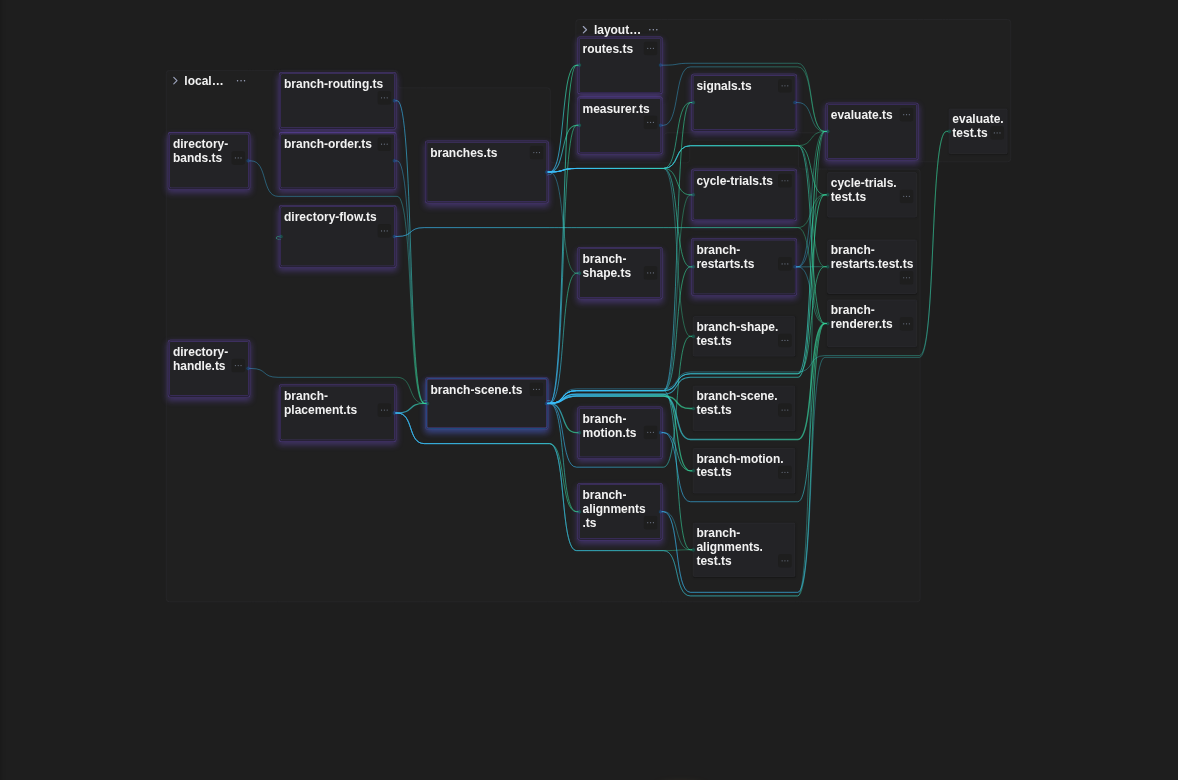 layout…
routes.ts
local…
branch-routing.ts
signals.ts
measurer.ts
evaluate.ts
evaluate.
test.ts
directory-
bands.ts
branch-order.ts
branches.ts
cycle-trials.ts
cycle-trials.
test.ts
directory-flow.ts
branch-
shape.ts
branch-
restarts.ts
branch-
restarts.test.ts
branch-
renderer.ts
branch-shape.
test.ts
directory-
handle.ts
branch-
placement.ts
branch-scene.ts
branch-scene.
test.ts
branch-
motion.ts
branch-motion.
test.ts
branch-
alignments
.ts
branch-
alignments.
test.ts